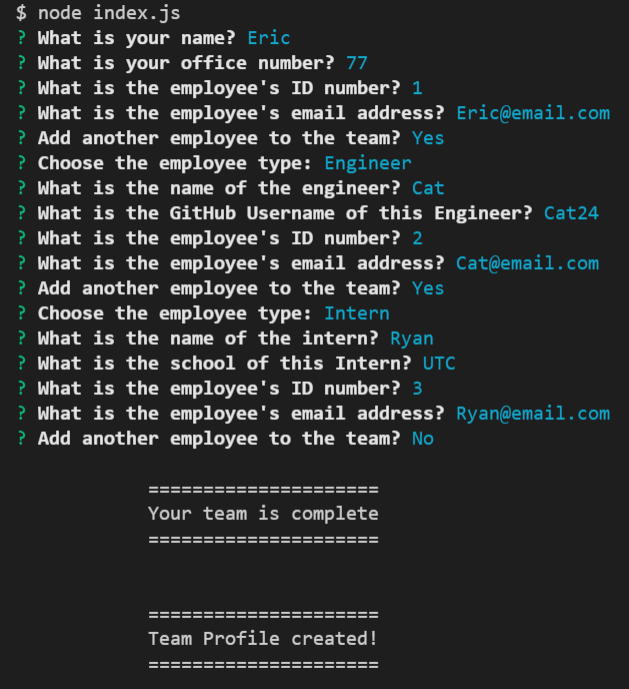 $ node index.js
? What is your name? Eric
? What is your office number? 77
? What is the employee's ID number? 1
? What is the employee's email address? Eric@email.com
? Add another employee to the team? Yes
? Choose the employee type: Engineer
? What is the name of the engineer? Cat
? What is the GitHub Username of this Engineer? Cat24
? What is the employee's ID number? 2
? What is the employee's email address? Cat@email.com
? Add another employee to the team? Yes
? Choose the employee type: Intern
? What is the name of the intern? Ryan
? What is the school of this Intern? UTC
? What is the employee's ID number? 3
? What is the employee's email address? Ryan@email.com
? Add another employee to the team? No
=====================
Your team is complete
=====================
=====================
Team Profile created!
=====================